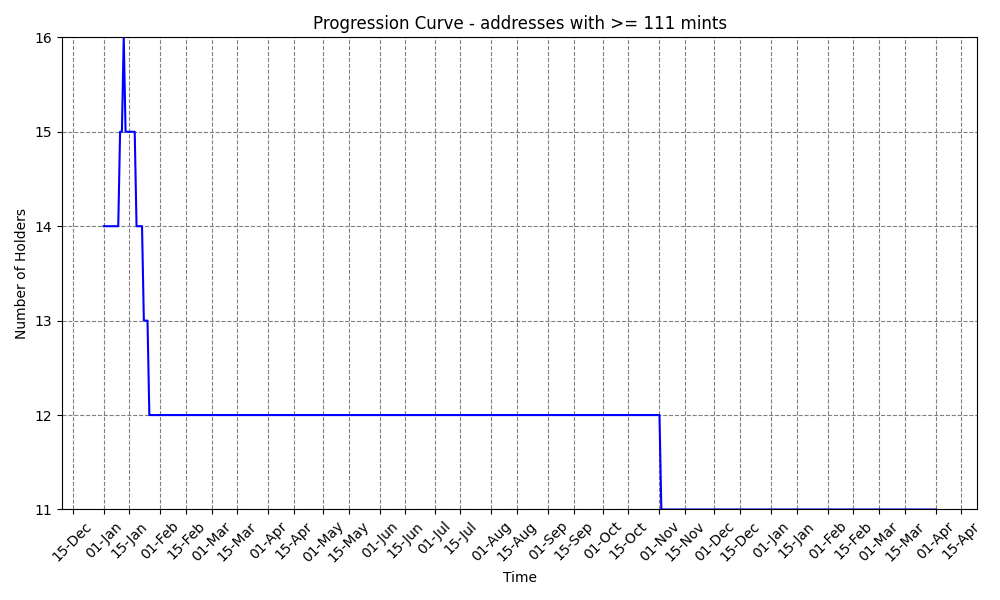 Progression Curve - addresses with >= 111 mints
16
15
14
13
12
11
Number of Holders
15-Dec
01-Jan
15-Jan
01-Feb
15-Feb
01-Mar
15-Mar
01-Apr
15-Apr
01-May
15-May
01-Jun
15-Jun
01-Jul
15-Jul
01-Aug
15-Aug
01-Sep
15-Sep
01-Oct
15-Oct
01-Nov
15-Nov
01-Dec
15-Dec
01-Jan
15-Jan
01-Feb
15-Feb
01-Mar
15-Mar
01-Apr
15-Apr
Time